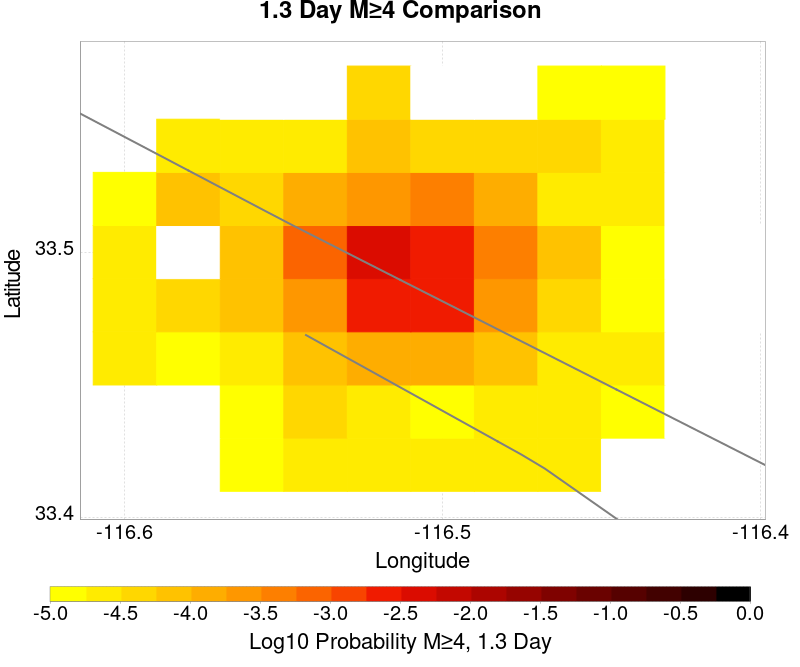 1.3 Day M≥4 Comparison
Latitude
33.5
33.4
-116.6 -116.5 -116.4
Longitude
-5.0 -4.5 -4.0 -3.5 -3.0 -2.5 -2.0 -1.5 -1.0 -0.5 0.0
Log10 Probability M≥4, 1.3 Day